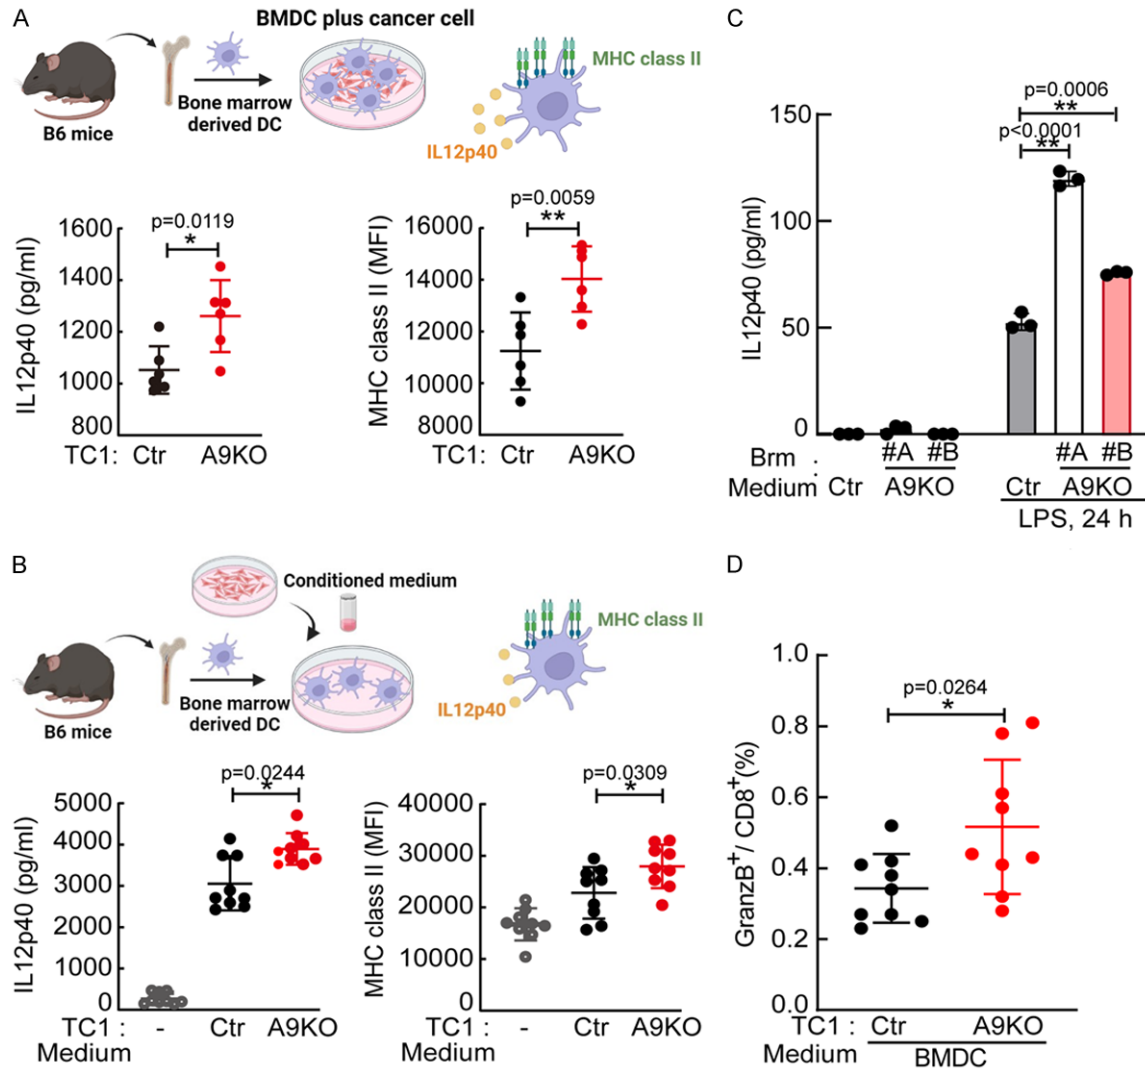 A
BMDC plus cancer cell
B6 mice
Bone marrow
derived DC
MHC class II
IL12p40
IL12p40 (pg/ml)
1600
1400
1200
1000
800
p=0.0119
*
TC1: Ctr A9KO
MHC class II (MFI)
16000
14000
12000
10000
8000
p=0.0059
**
TC1: Ctr A9KO
C
IL12p40 (pg/ml)
150
100
50
0
p=0.0006
**
p<0.0001
**
Brm : #A #B #A #B
Medium Ctr A9KO Ctr A9KO
LPS, 24 h
B
Conditioned medium
B6 mice
Bone marrow
derived DC
MHC class II
IL12p40
IL12p40 (pg/ml)
5000
4000
3000
2000
1000
0
p=0.0244
*
TC1 : - Ctr A9KO
Medium
MHC class II (MFI)
40000
30000
20000
10000
0
p=0.0309
*
TC1 : - Ctr A9KO
Medium
D
GranzB+/ CD8+(%)
1.0
0.8
0.6
0.4
0.2
0.0
p=0.0264
*
TC1 : Ctr A9KO
Medium BMDC